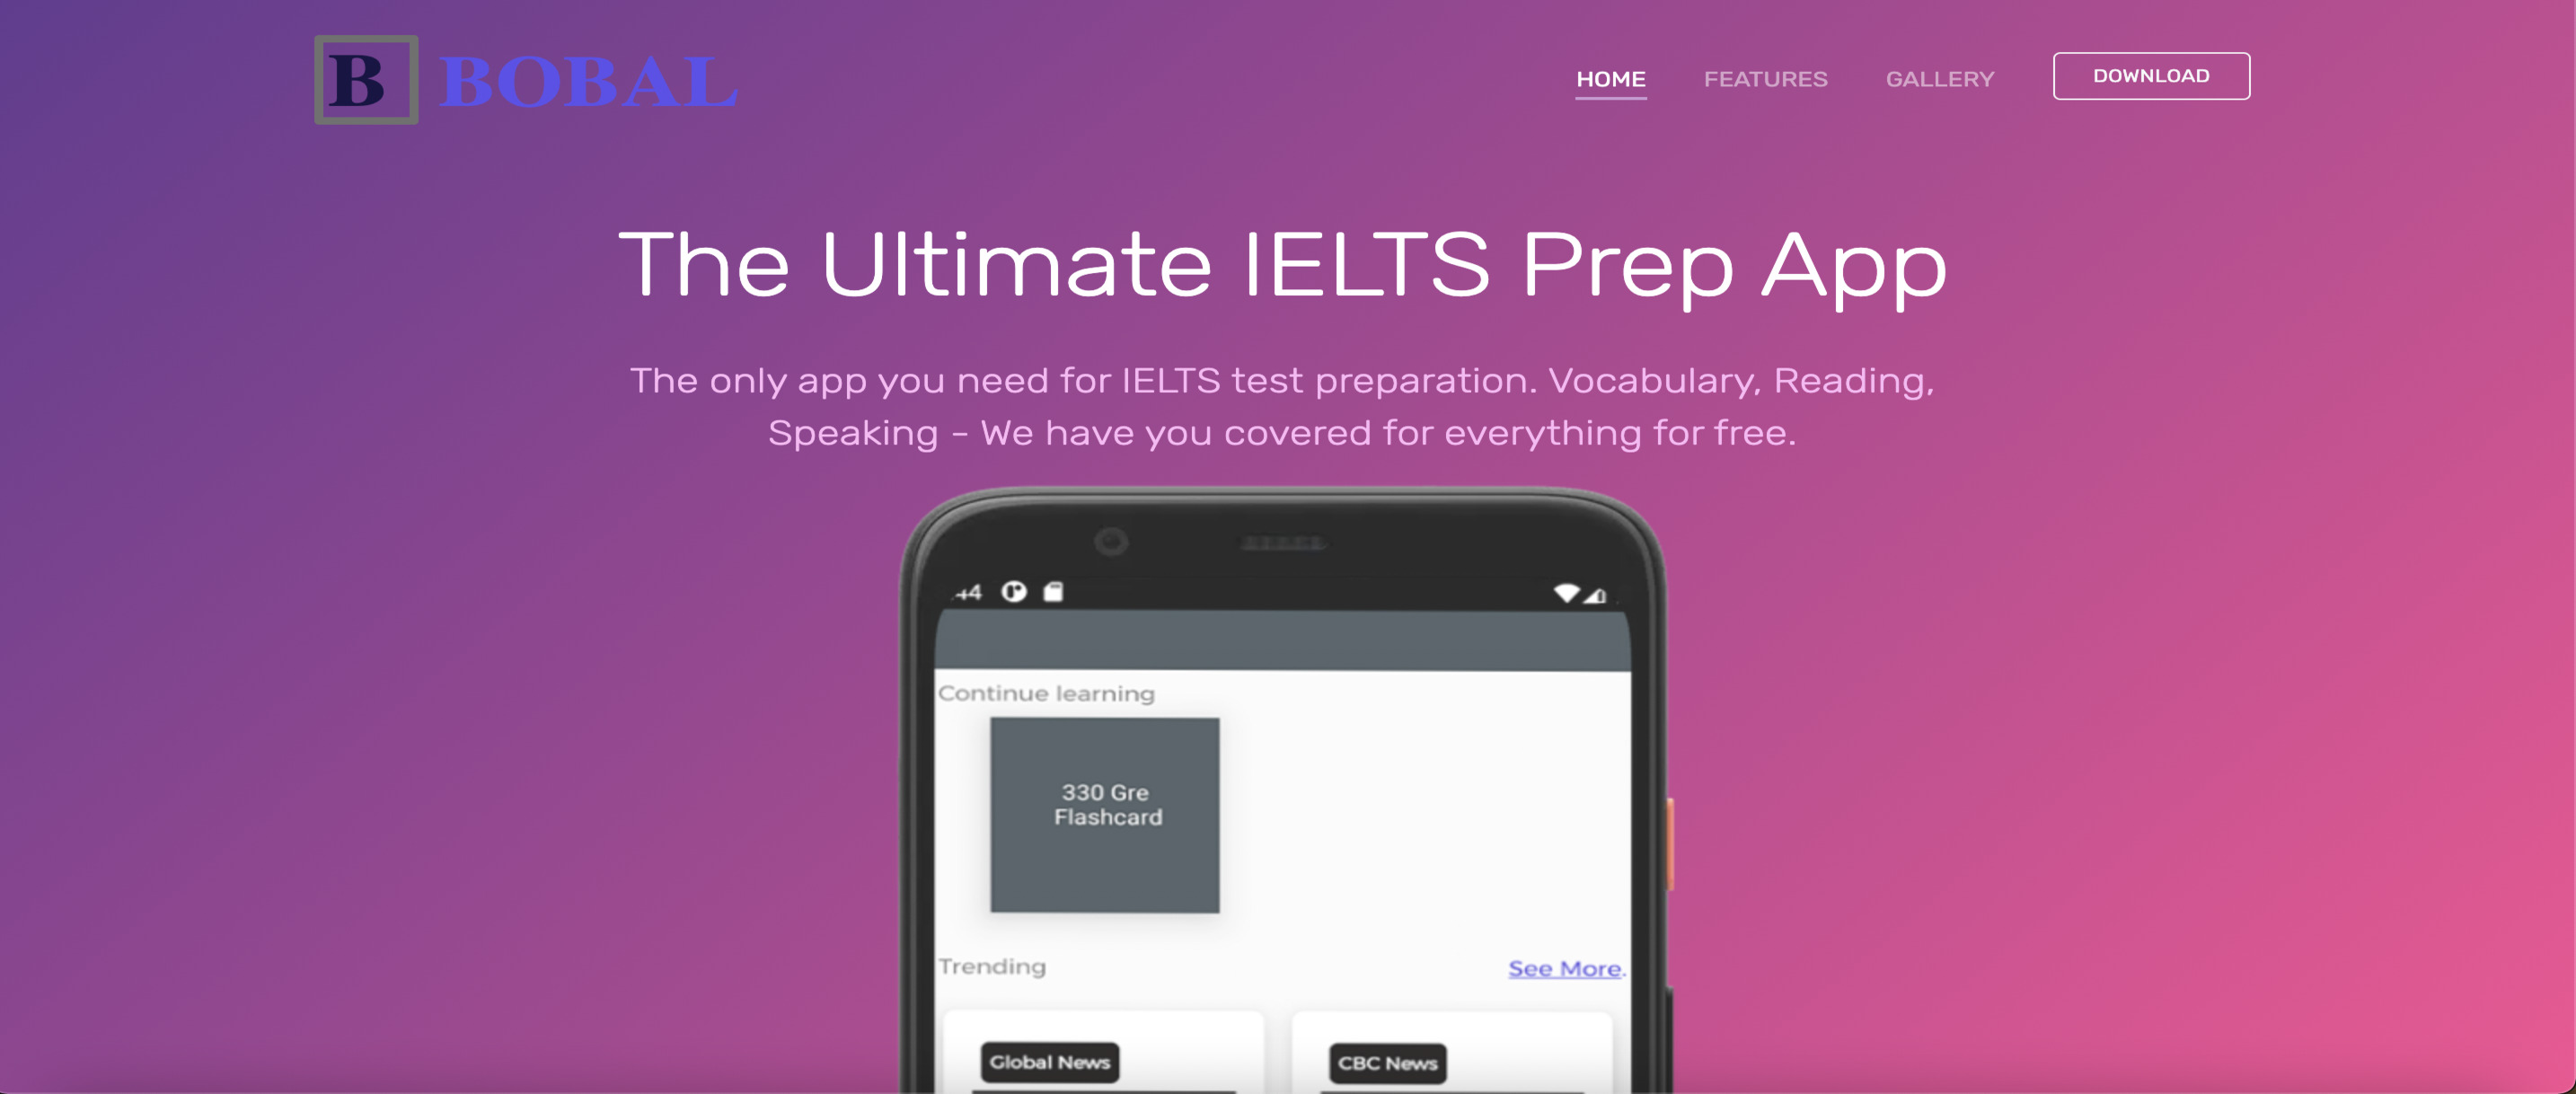 B BOBAL
HOME FEATURES GALLERY DOWNLOAD
The Ultimate IELTS Prep App
The only app you need for IELTS test preparation. Vocabulary, Reading,
Speaking - We have you covered for everything for free.
Continue learning
330 Gre
Flashcard
Trending See More.
Global News CBC News